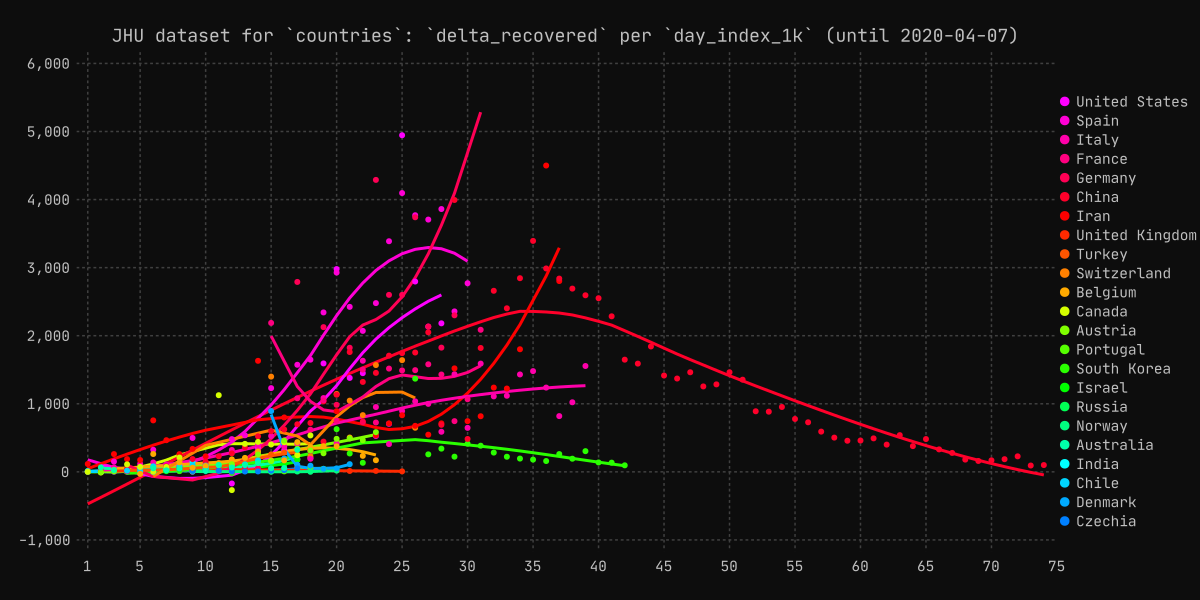 JHU dataset for `countries`: `delta_recovered` per `day_index_1k` (until 2020-04-07)
6,000
5,000
4,000
3,000
2,000
1,000
0
−1,000
1 5 10 15 20 25 30 35 40 45 50 55 60 65 70 75
United States
Spain
Italy
France
Germany
China
Iran
United Kingdom
Turkey
Switzerland
Belgium
Canada
Austria
Portugal
South Korea
Israel
Russia
Norway
Australia
India
Chile
Denmark
Czechia